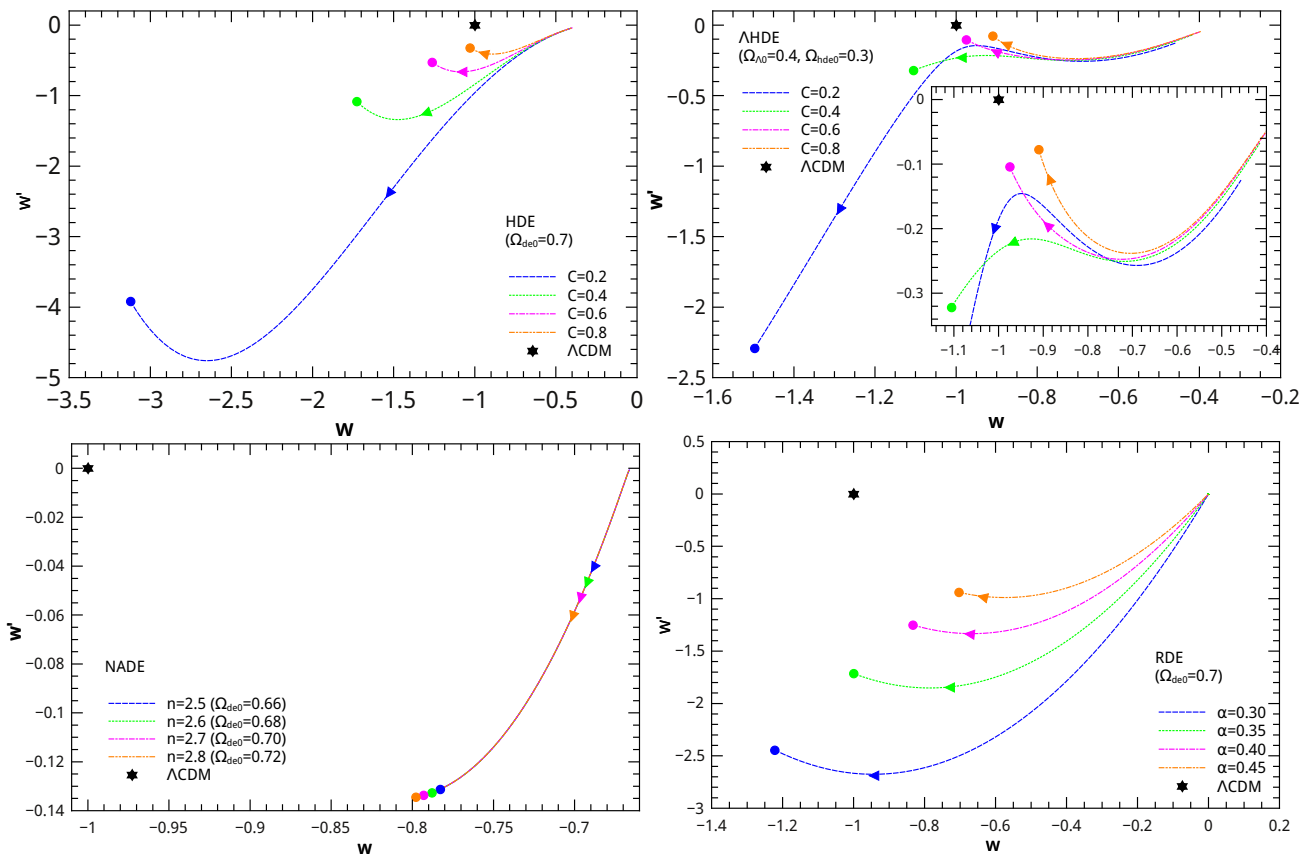 0
−1
−2
−3
−4
−5
w'
HDE
(Ω_de0=0.7)
C=0.2
C=0.4
C=0.6
C=0.8
ΛCDM
−3.5 −3 −2.5 −2 −1.5 −1 −0.5 0
w
0
−0.5
−1
−1.5
−2
−2.5
w'
ΛHDE
(Ω_Λ0=0.4, Ω_hde0=0.3)
C=0.2
C=0.4
C=0.6
C=0.8
ΛCDM
0
−0.1
−0.2
−0.3
−1.1 −1 −0.9 −0.8 −0.7 −0.6 −0.5 −0.4
−1.6 −1.4 −1.2 −1 −0.8 −0.6 −0.4 −0.2
w
0
−0.02
−0.04
−0.06
−0.08
−0.1
−0.12
−0.14
w'
NADE
n=2.5 (Ω_de0=0.66)
n=2.6 (Ω_de0=0.68)
n=2.7 (Ω_de0=0.70)
n=2.8 (Ω_de0=0.72)
ΛCDM
−1 −0.95 −0.9 −0.85 −0.8 −0.75 −0.7
w
0.5
0
−0.5
−1
−1.5
−2
−2.5
−3
w'
RDE
(Ω_de0=0.7)
α=0.30
α=0.35
α=0.40
α=0.45
ΛCDM
−1.4 −1.2 −1 −0.8 −0.6 −0.4 −0.2 0 0.2
w